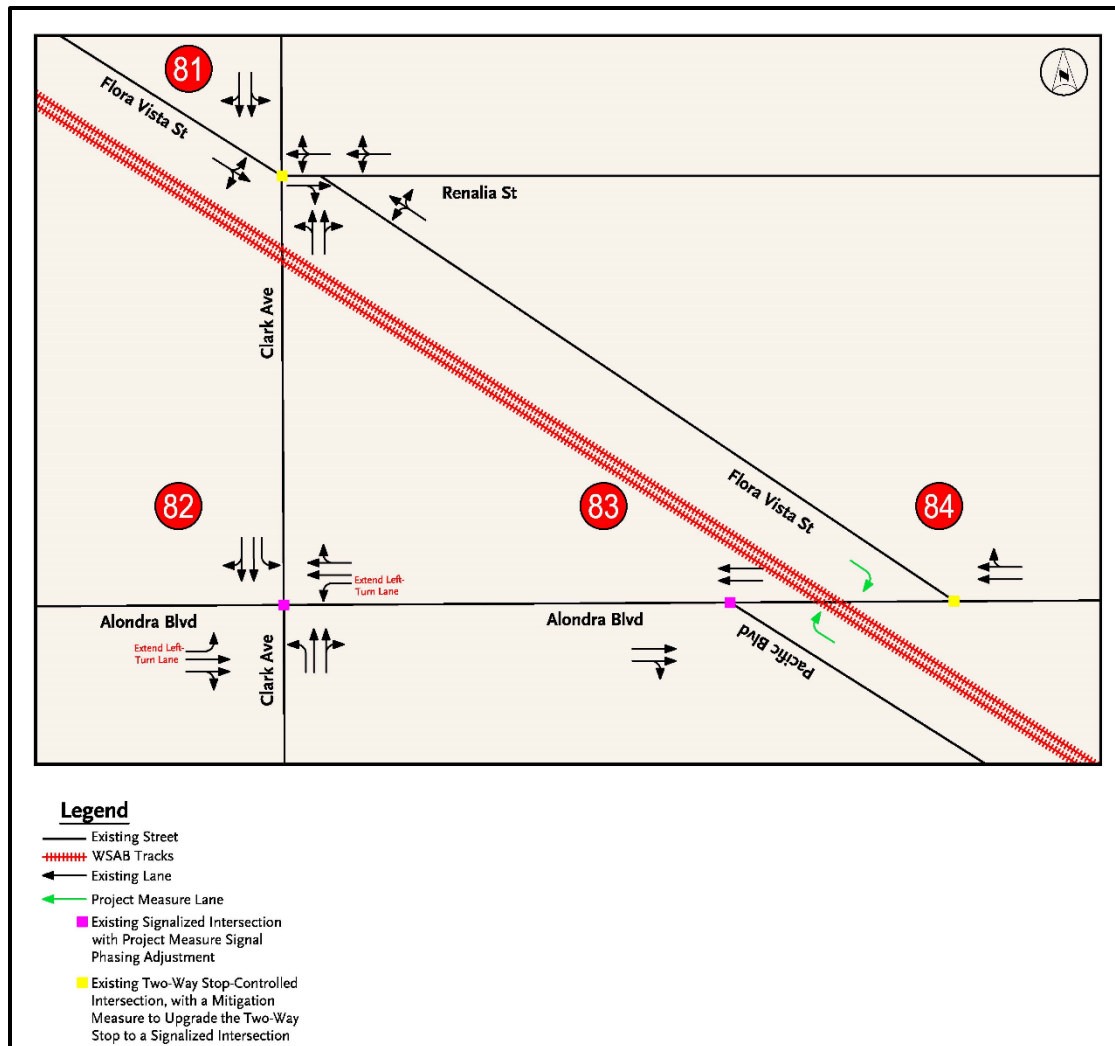 81
N
Flora Vista St
Renalia St
Clark Ave
82
83
84
Flora Vista St
Extend Left-
Turn Lane
Alondra Blvd
Alondra Blvd
Extend Left-
Turn Lane
Clark Ave
Pacific Blvd
Legend
Existing Street
WSAB Tracks
Existing Lane
Project Measure Lane
Existing Signalized Intersection
with Project Measure Signal
Phasing Adjustment
Existing Two-Way Stop-Controlled
Intersection, with a Mitigation
Measure to Upgrade the Two-Way
Stop to a Signalized Intersection